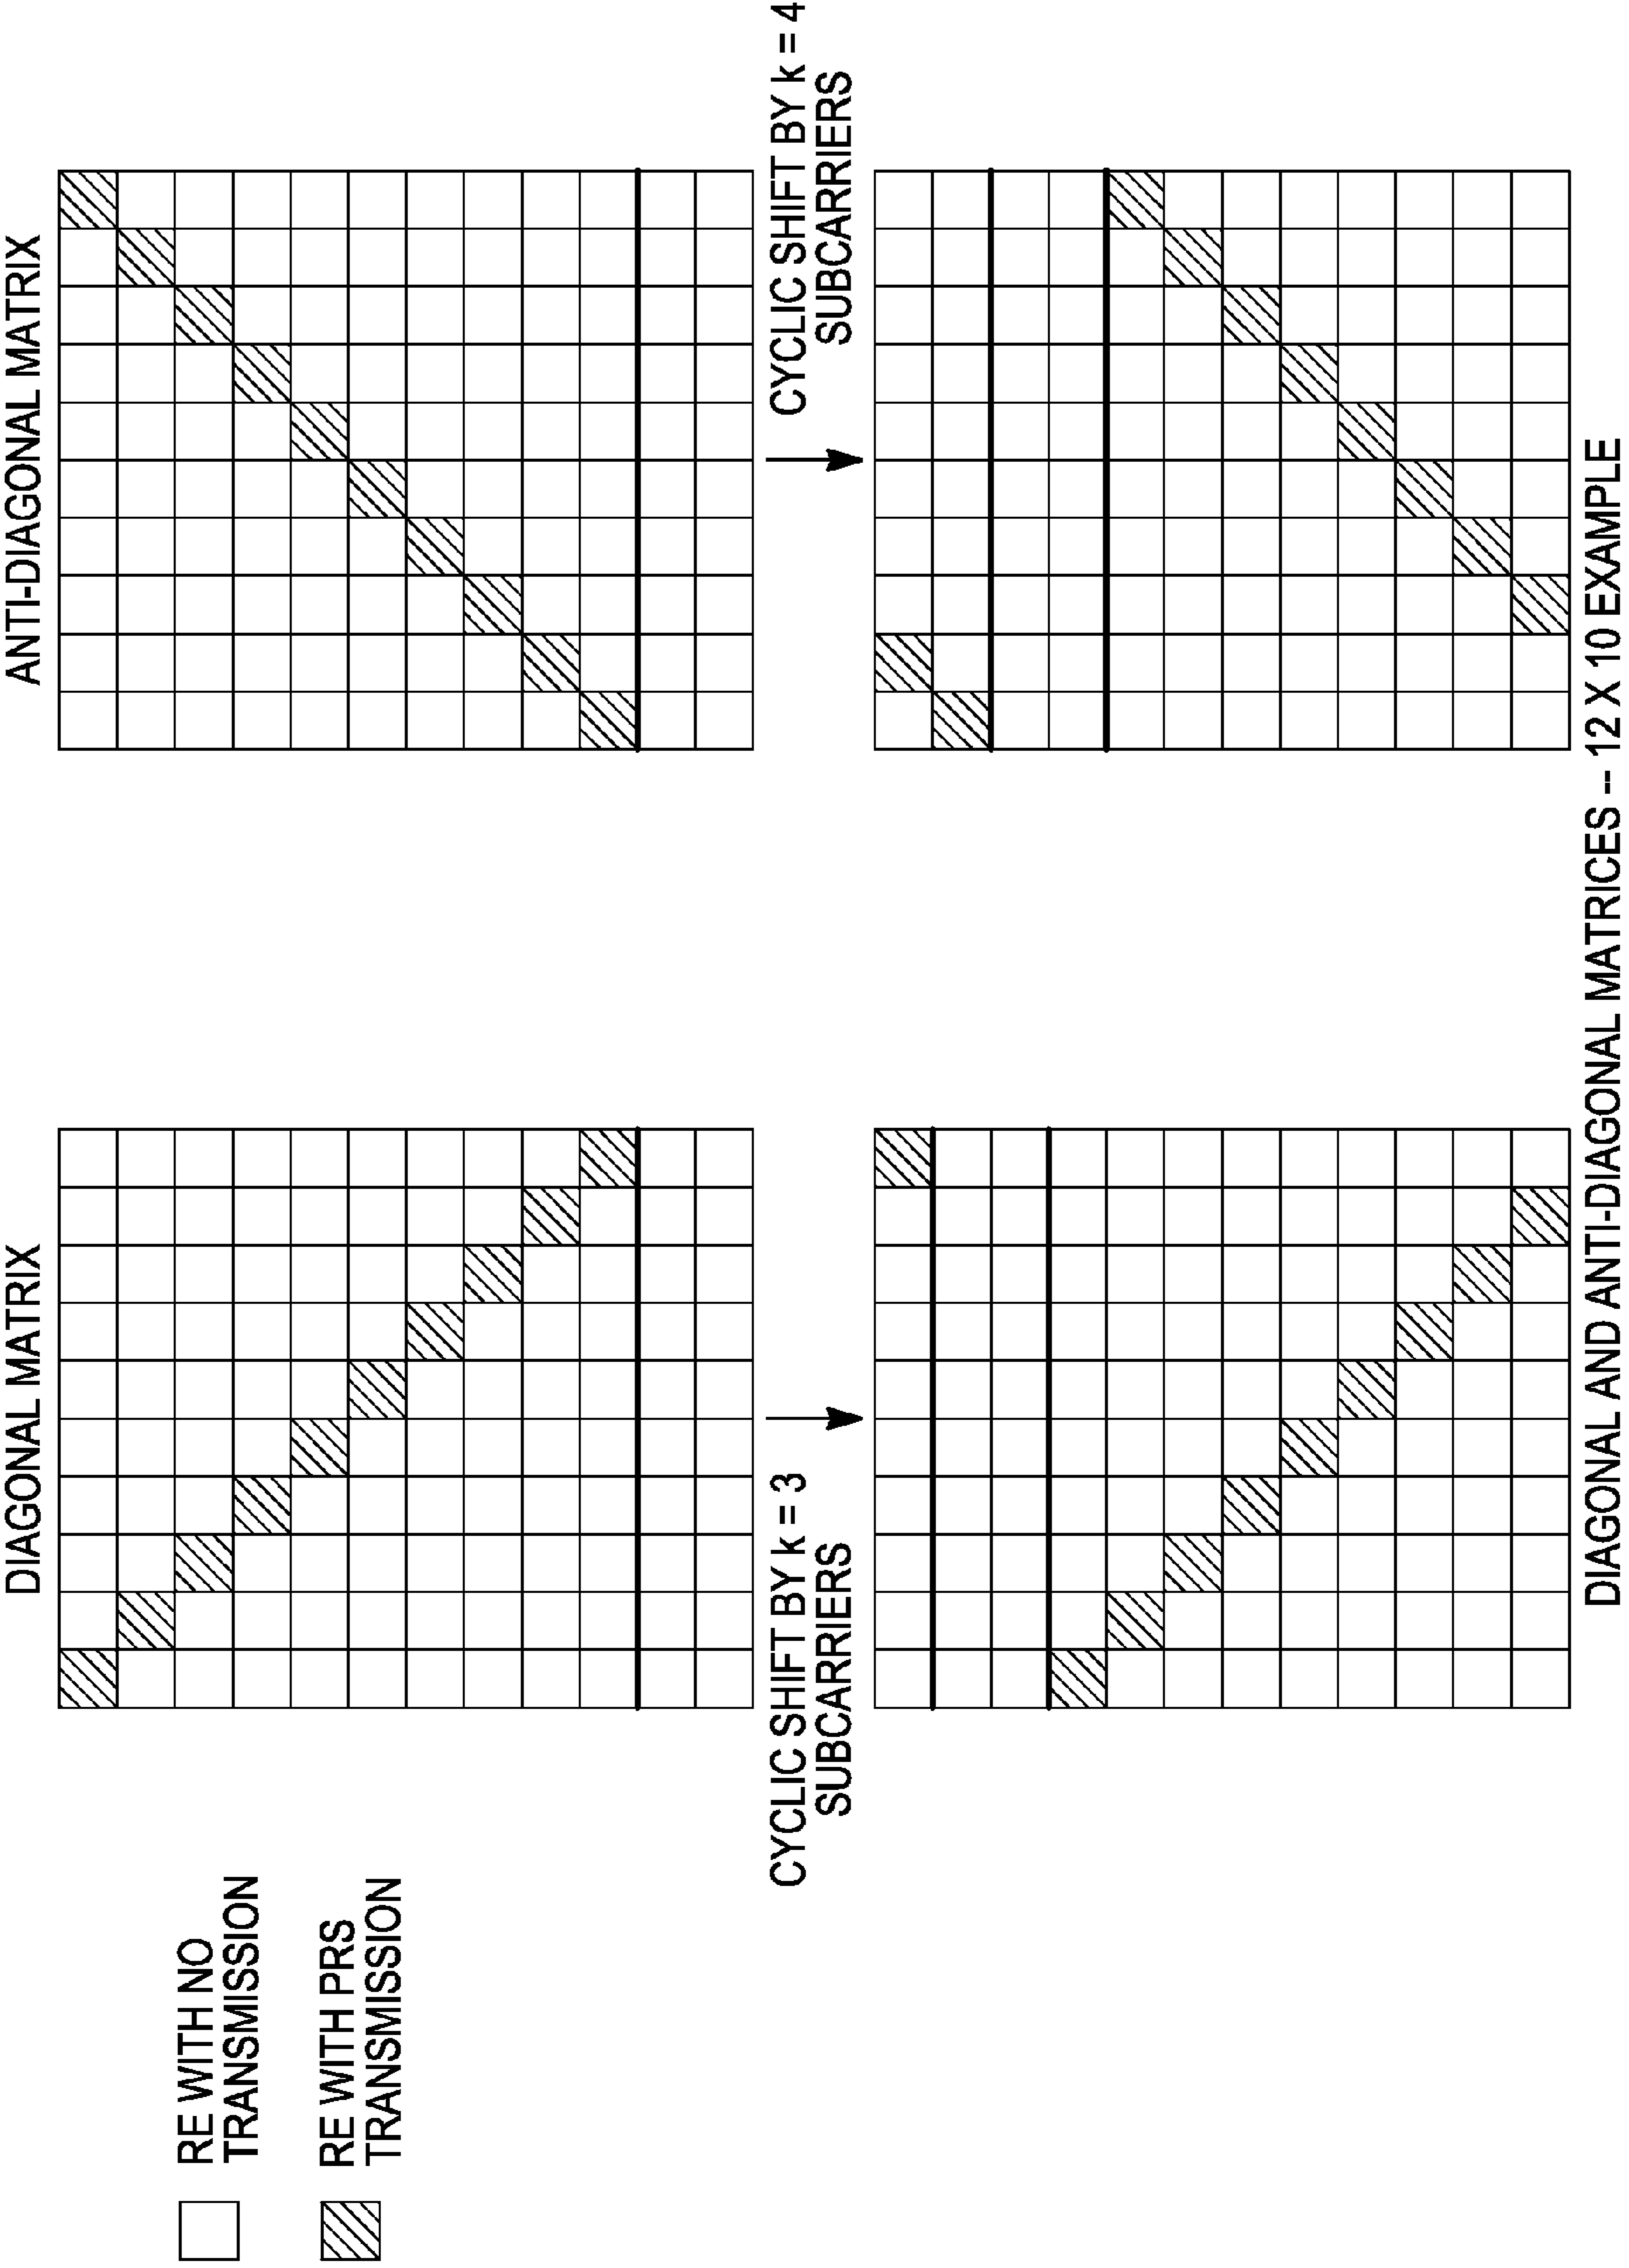 RE WITH NO
TRANSMISSION
RE WITH PRS
TRANSMISSION
DIAGONAL MATRIX
ANTI-DIAGONAL MATRIX
CYCLIC SHIFT BY k = 3
SUBCARRIERS
CYCLIC SHIFT BY k = 4
SUBCARRIERS
DIAGONAL AND ANTI-DIAGONAL MATRICES -- 12 X 10 EXAMPLE